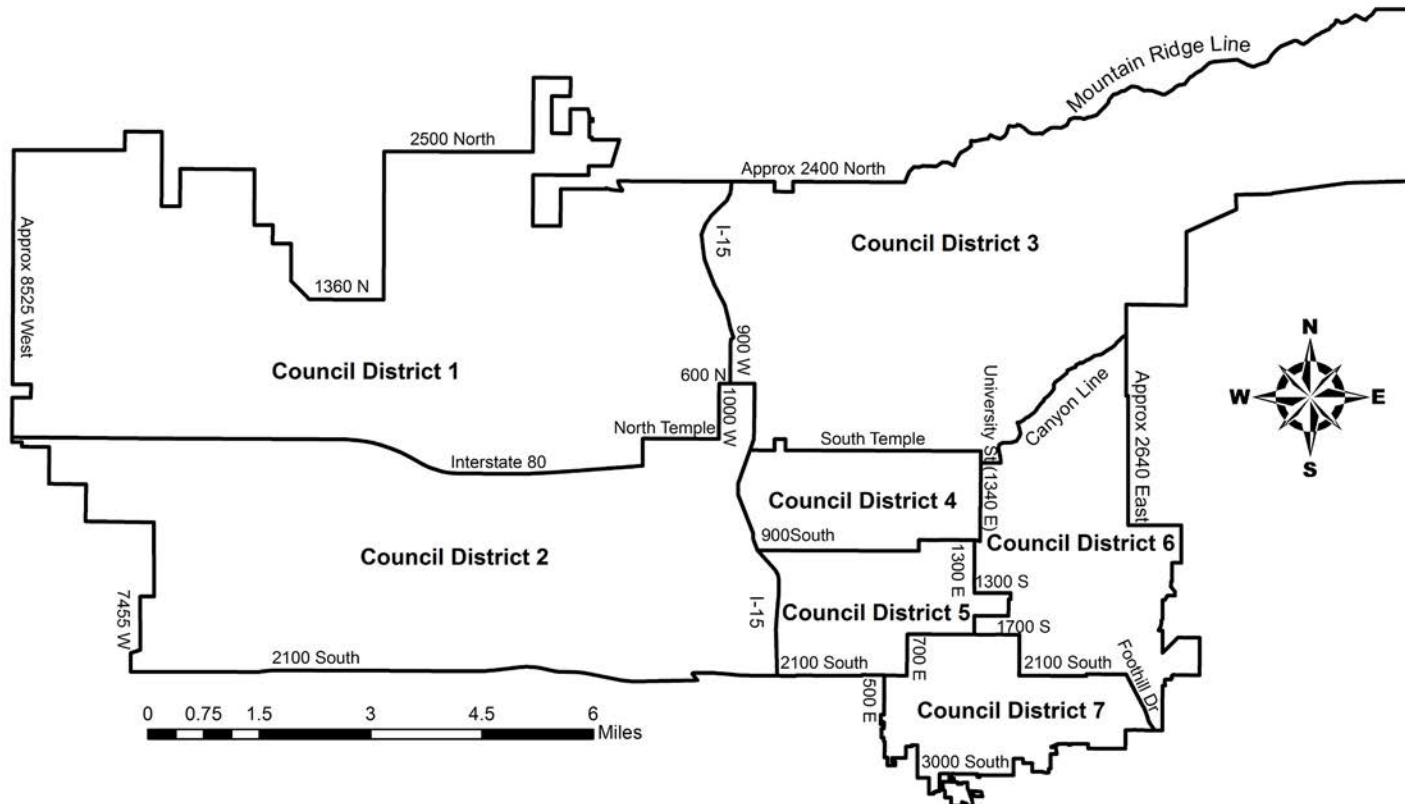 Mountain Ridge Line
2500 North
Approx 2400 North
Approx 8525 West
I-15
Council District 3
1360 N
900 W
N
W
E
S
Council District 1
600 N
1000 W
University St (1340 E)
Canyon Line
Approx 2640 East
North Temple
South Temple
Interstate 80
Council District 4
900South
Council District 2
Council District 6
1300 E
1300 S
7455 W
I-15
Council District 5
1700 S
2100 South
2100 South
700 E
2100 South
Foothill Dr
500 E
Council District 7
0 0.75 1.5 3 4.5 6
Miles
3000 South